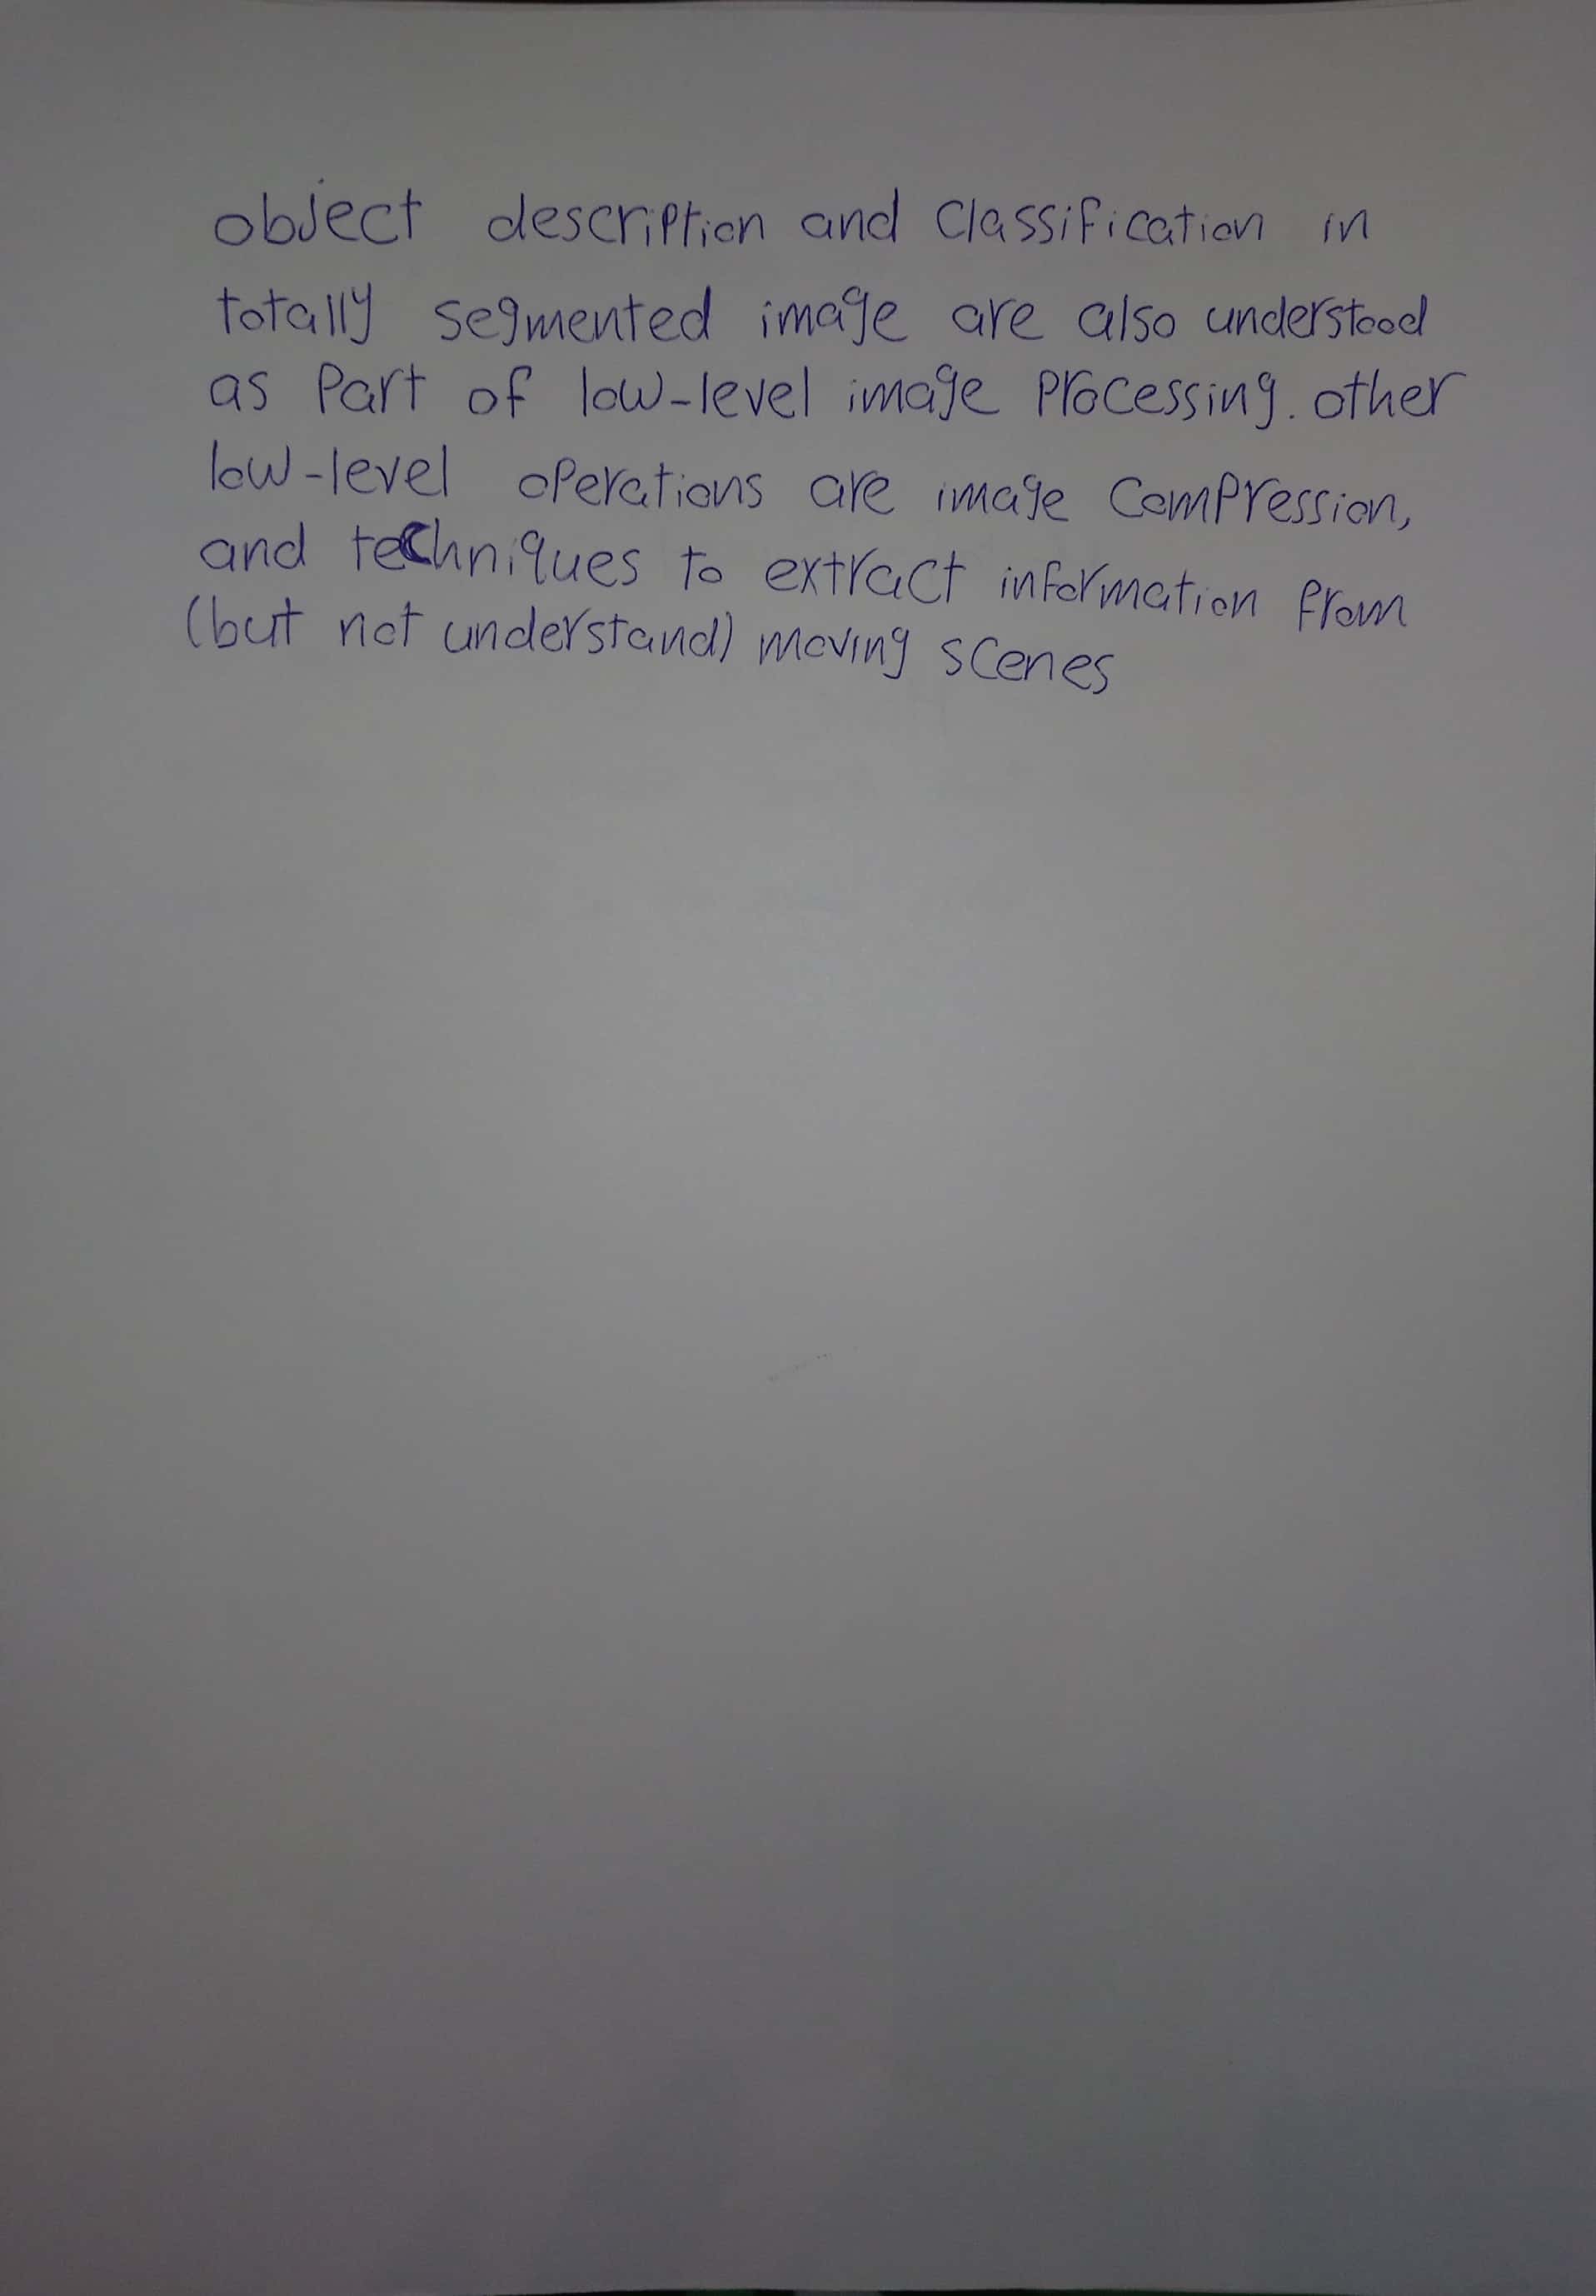 object description and classification in
totally segmented image are also understood
as Part of low-level image Processing. other
low-level operations are image compression,
and techniques to extract information from
(but not understand) moving scenes